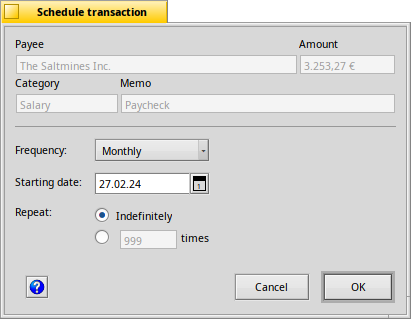 Schedule transaction
Payee Amount
The Saltmines Inc. 3.253,27 €
Category Memo
Salary Paycheck
Frequency: Monthly
Starting date: 27.02.24 1
Repeat: Indefinitely
999 times
? Cancel OK